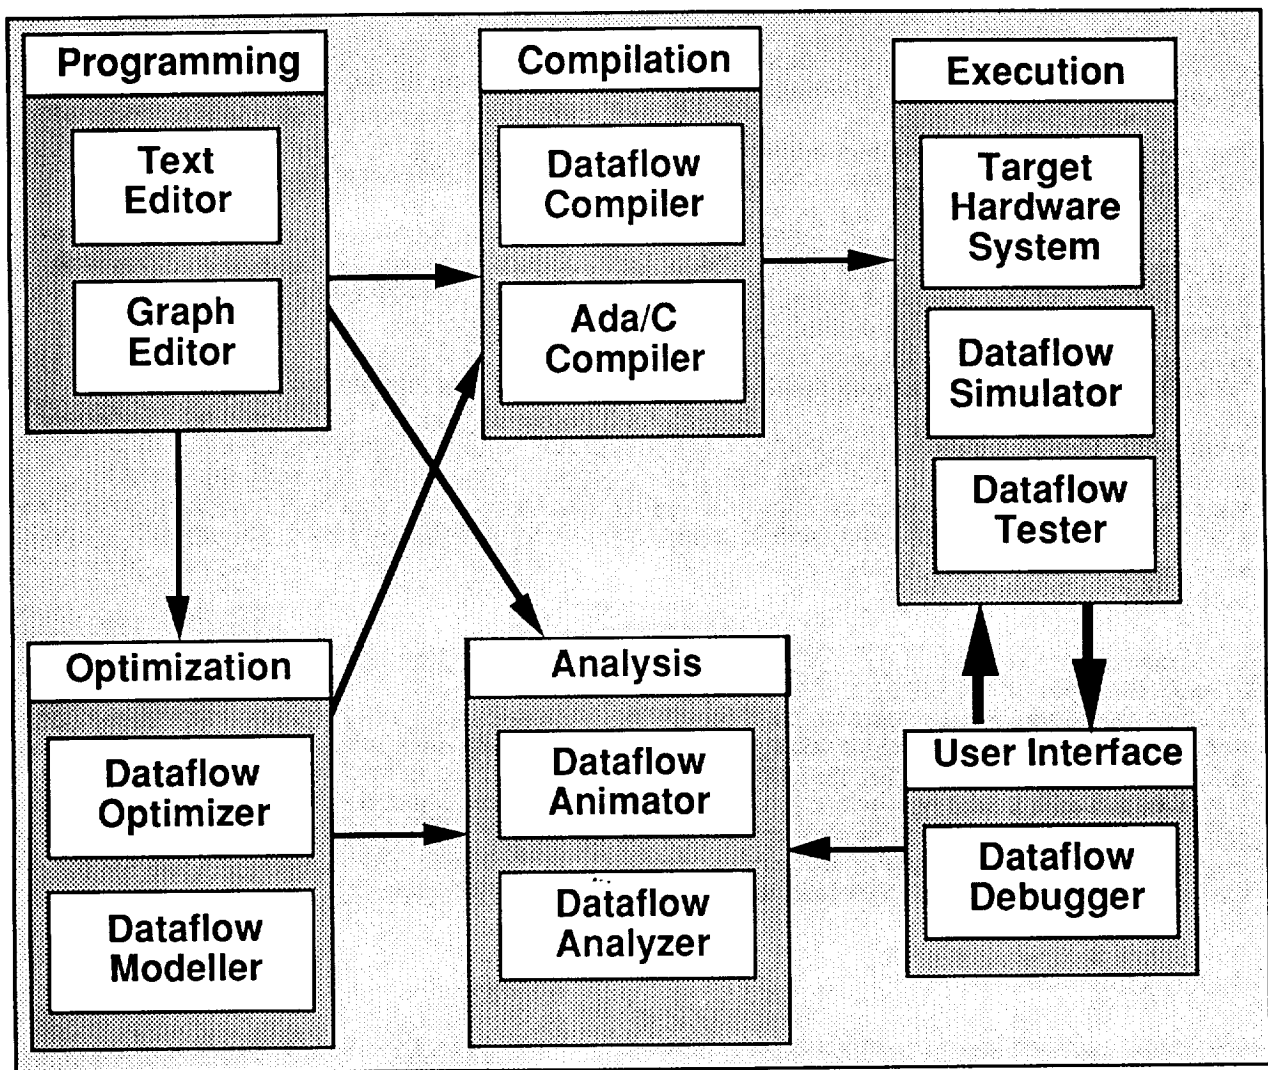 Programming
Text
Editor
Graph
Editor
Compilation
Dataflow
Compiler
Ada/C
Compiler
Execution
Target
Hardware
System
Dataflow
Simulator
Dataflow
Tester
Optimization
Dataflow
Optimizer
Dataflow
Modeller
Analysis
Dataflow
Animator
Dataflow
Analyzer
User Interface
Dataflow
Debugger